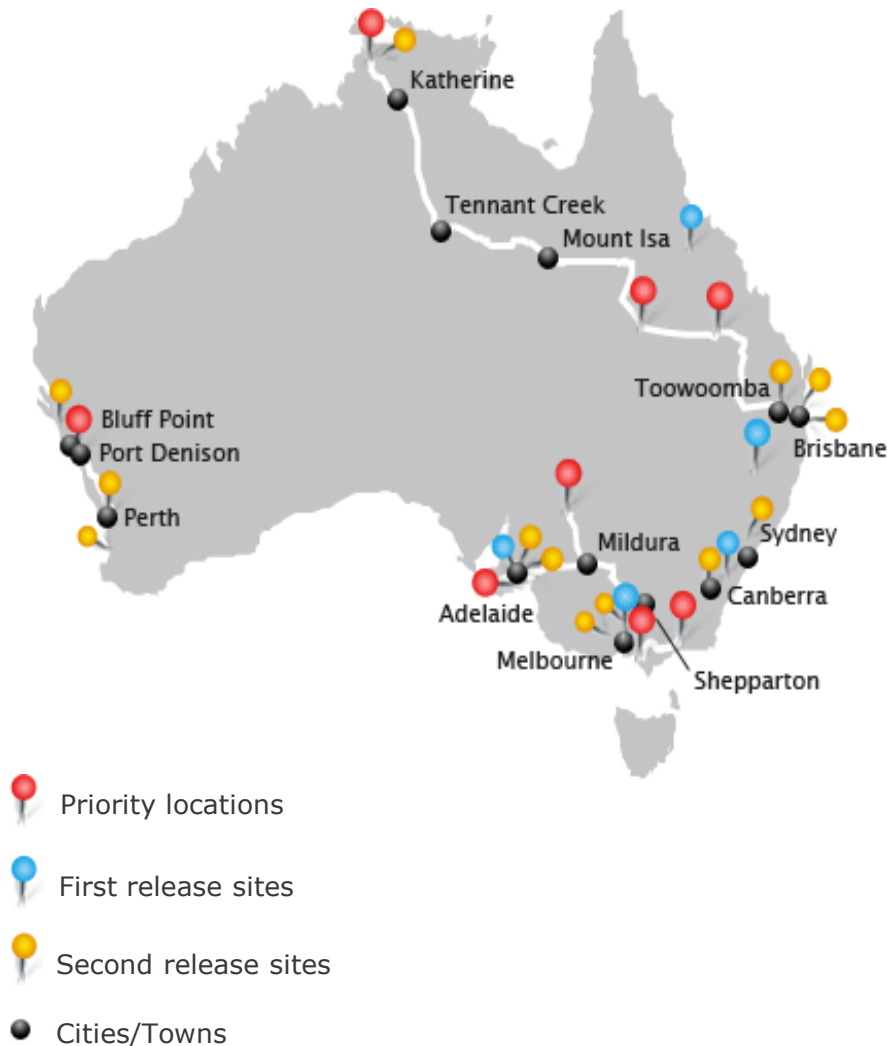 Katherine
Tennant Creek
Mount Isa
Toowoomba
Bluff Point
Brisbane
Port Denison
Perth
Sydney
Mildura
Canberra
Adelaide
Melbourne
Shepparton
Priority locations
First release sites
Second release sites
Cities/Towns